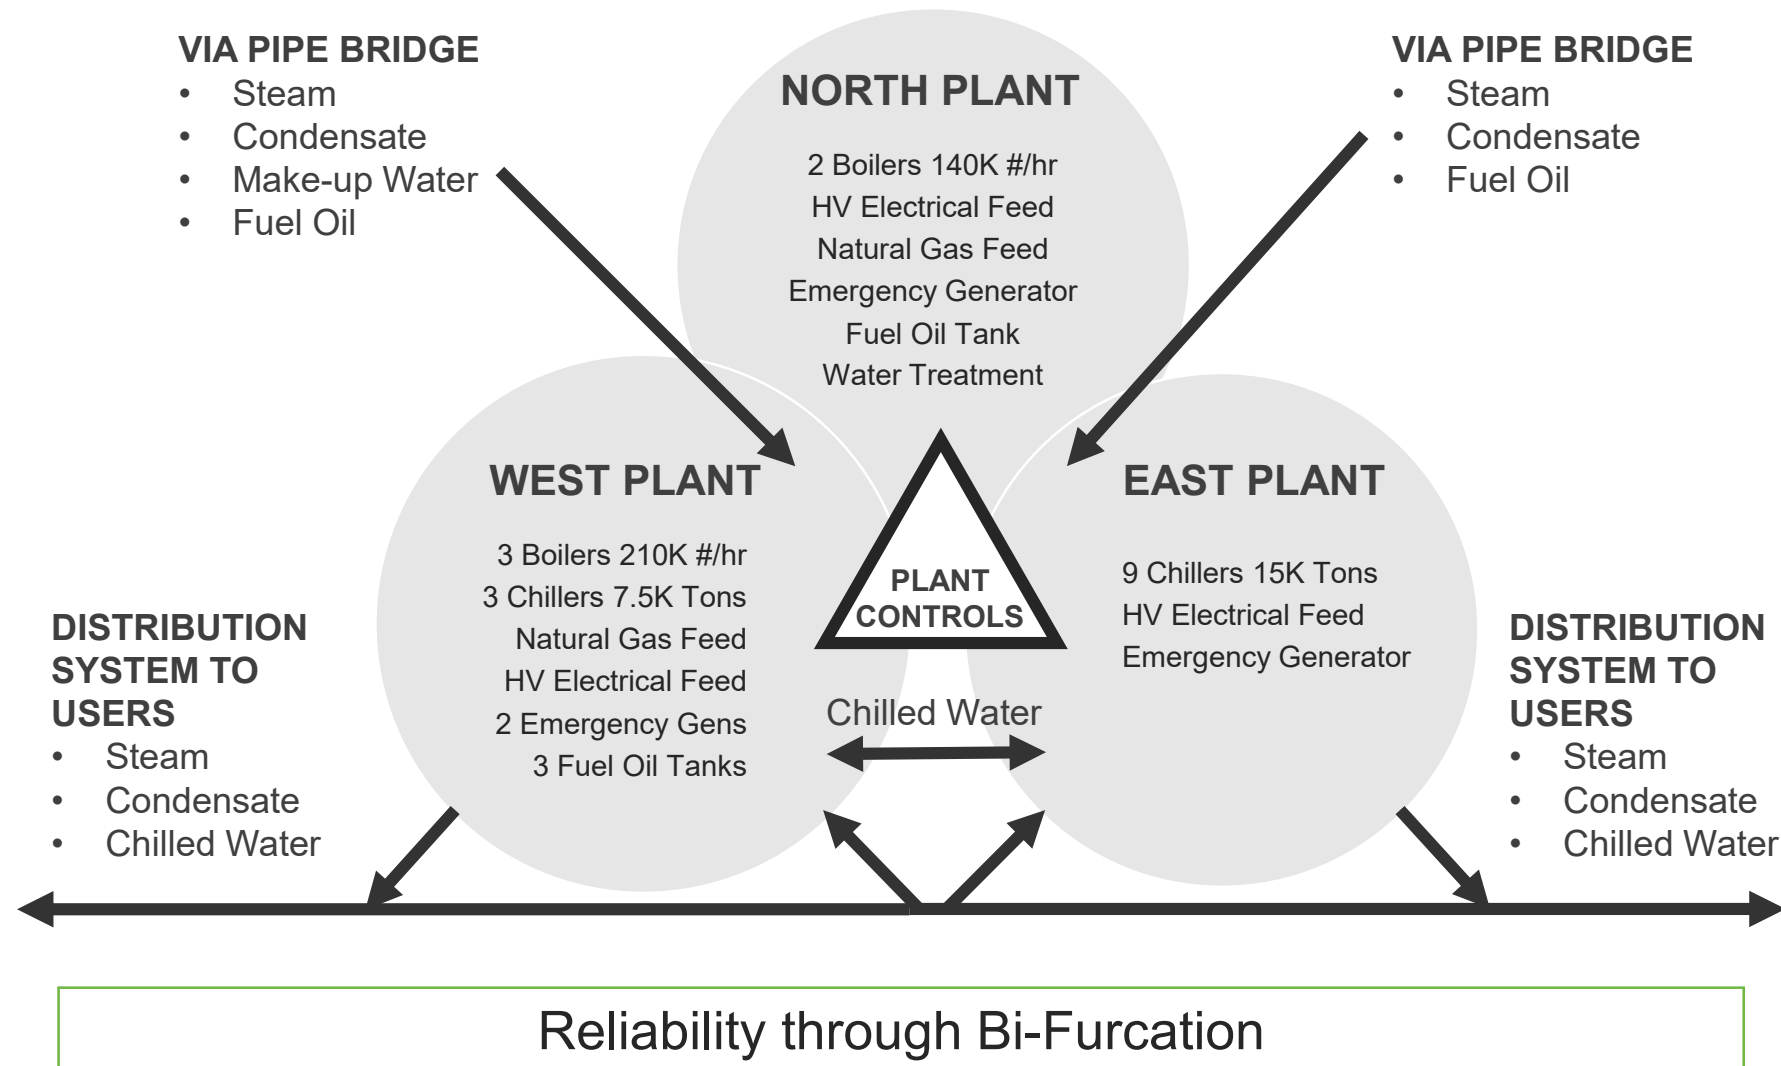 VIA PIPE BRIDGE
• Steam
• Condensate
• Make-up Water
• Fuel Oil
NORTH PLANT
2 Boilers 140K #/hr
HV Electrical Feed
Natural Gas Feed
Emergency Generator
Fuel Oil Tank
Water Treatment
VIA PIPE BRIDGE
• Steam
• Condensate
• Fuel Oil
WEST PLANT
3 Boilers 210K #/hr
3 Chillers 7.5K Tons
Natural Gas Feed
HV Electrical Feed
2 Emergency Gens
3 Fuel Oil Tanks
PLANT
CONTROLS
Chilled Water
EAST PLANT
9 Chillers 15K Tons
HV Electrical Feed
Emergency Generator
DISTRIBUTION
SYSTEM TO
USERS
• Steam
• Condensate
• Chilled Water
DISTRIBUTION
SYSTEM TO
USERS
• Steam
• Condensate
• Chilled Water
Reliability through Bi-Furcation